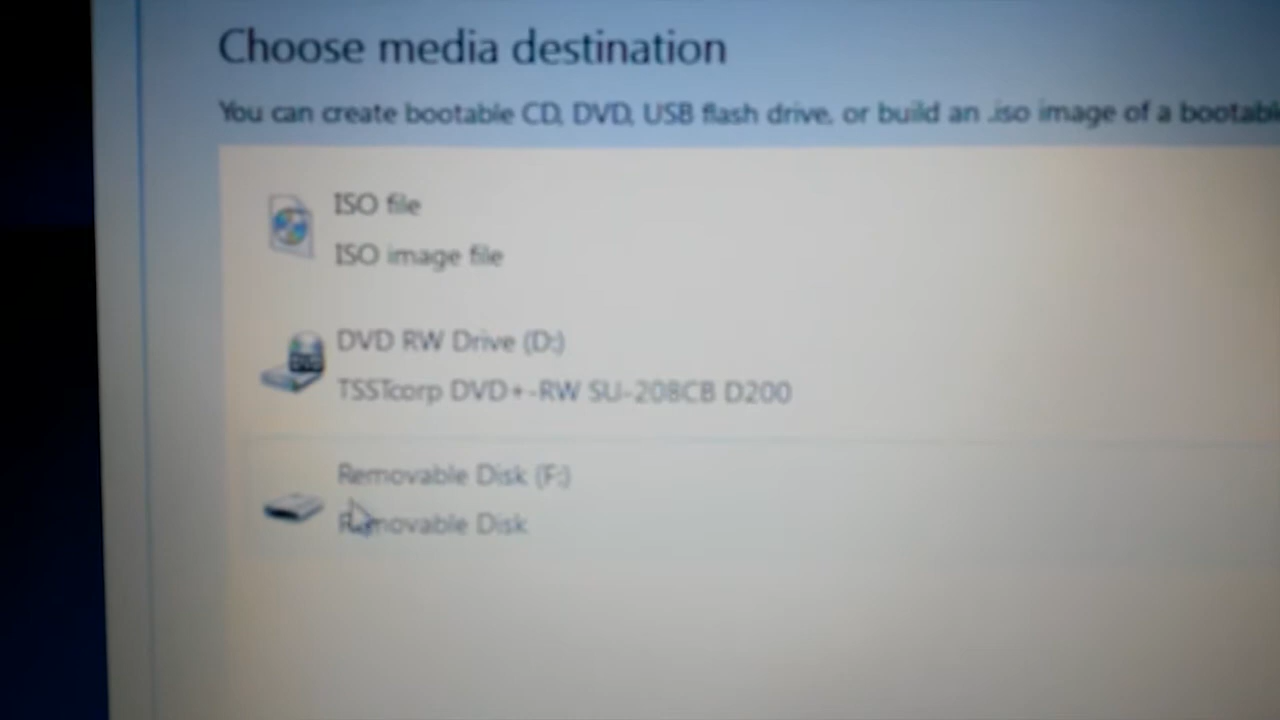 Choose media destination
You can create bootable CD, DVD, USB flash drive, or build an .iso image of a
ISO file
ISO image file
DVD RW Drive (D:)
TSSTcorp DVD+-RW SU-208CB D200
Removable Disk (F:)
Removable Disk